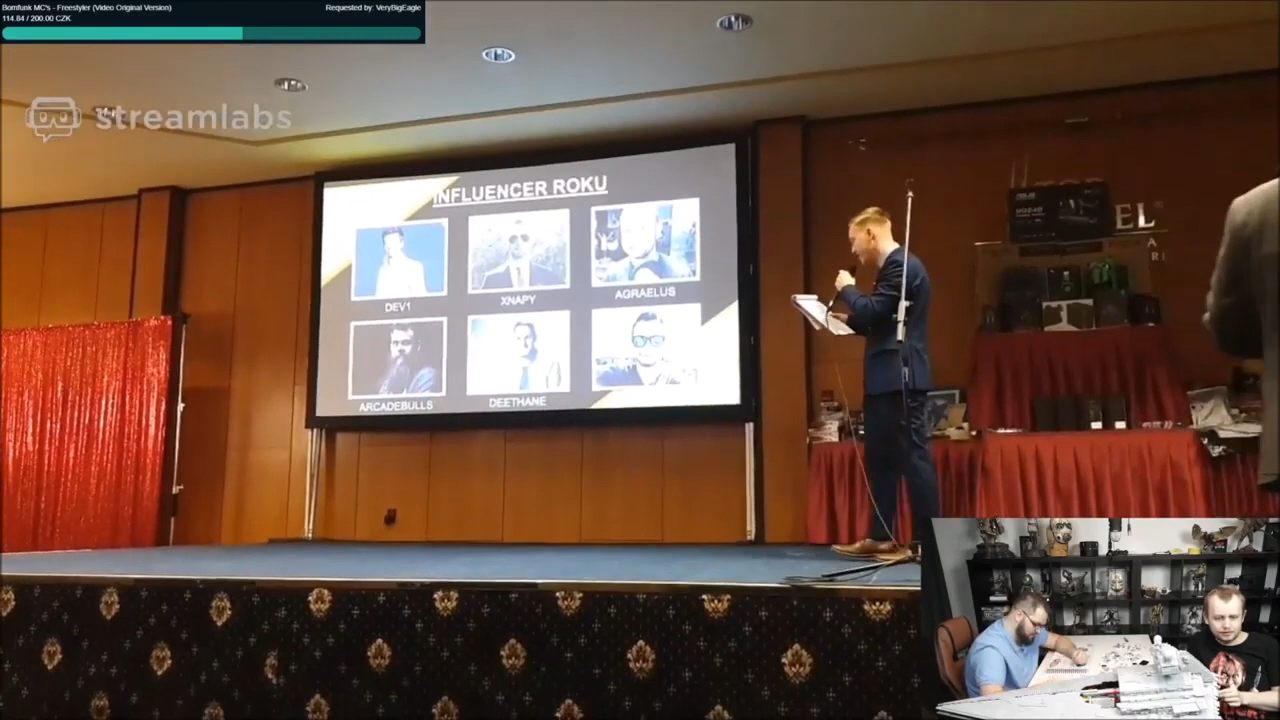 Bomfunk MC's - Freestyler (Video Original Version)
Requested by: VeryBigEagle
114.84 / 200.00 CZK
streamlabs
INFLUENCER ROKU
DEV1
XNAPY
AGRAELUS
ARCADEBULLS
DEETHANE